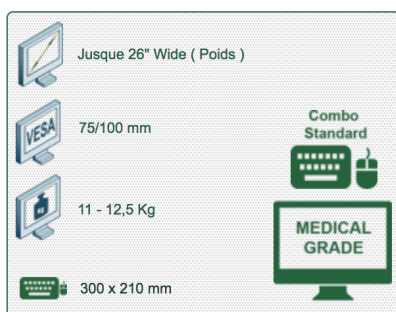 Jusque 26" Wide ( Poids )
VESA
75/100 mm
KG
11 - 12,5 Kg
300 x 210 mm
Combo
Standard
MEDICAL
GRADE